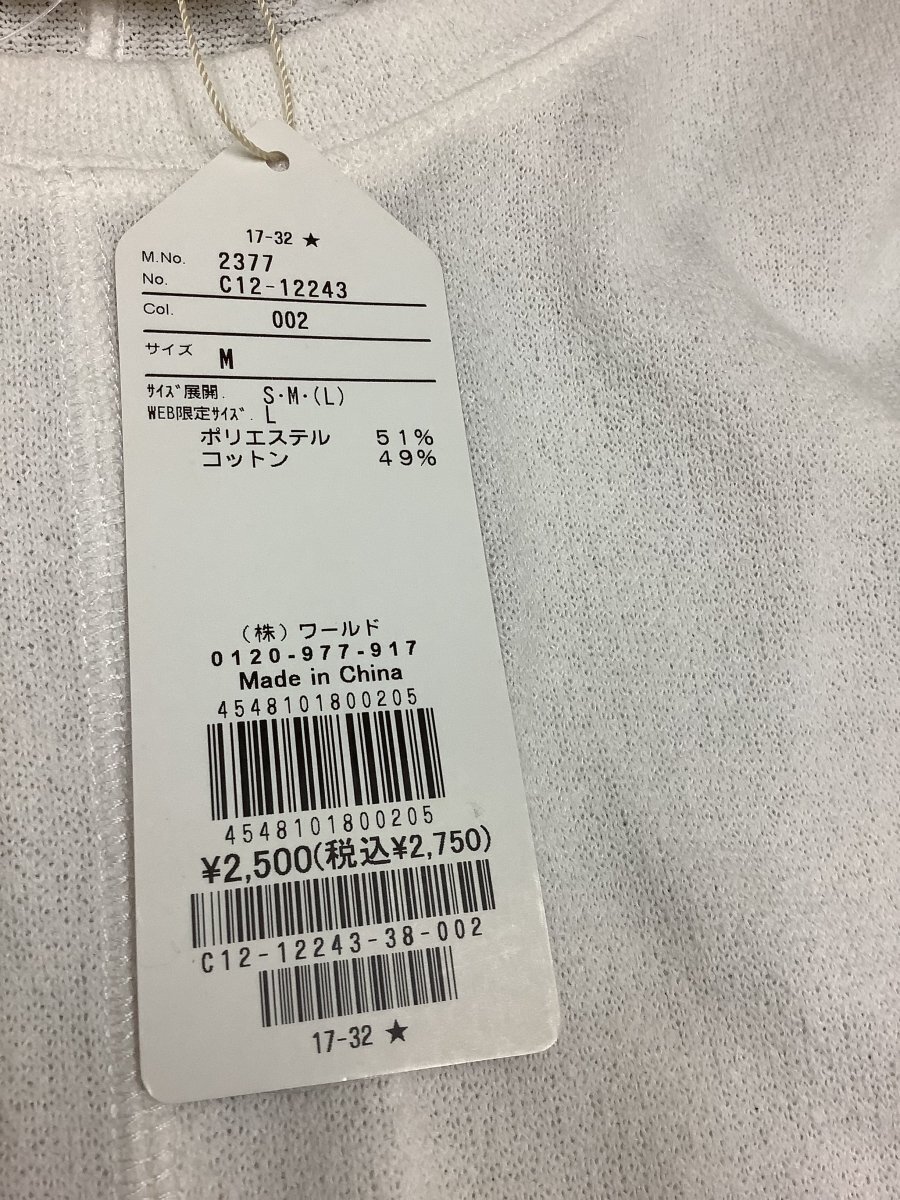 17-32 ★
M.No. 2377
No. C12-12243
Col. 002
サイズ M
ｻｲｽﾞ展開. S·M·(L)
WEB限定ｻｲｽﾞ. L
ポリエステル 51%
コットン 49%
(株)ワールド
0120-977-917
Made in China
4548101800205
4548101800205
¥2,500(税込¥2,750)
C12-12243-38-002
17-32 ★